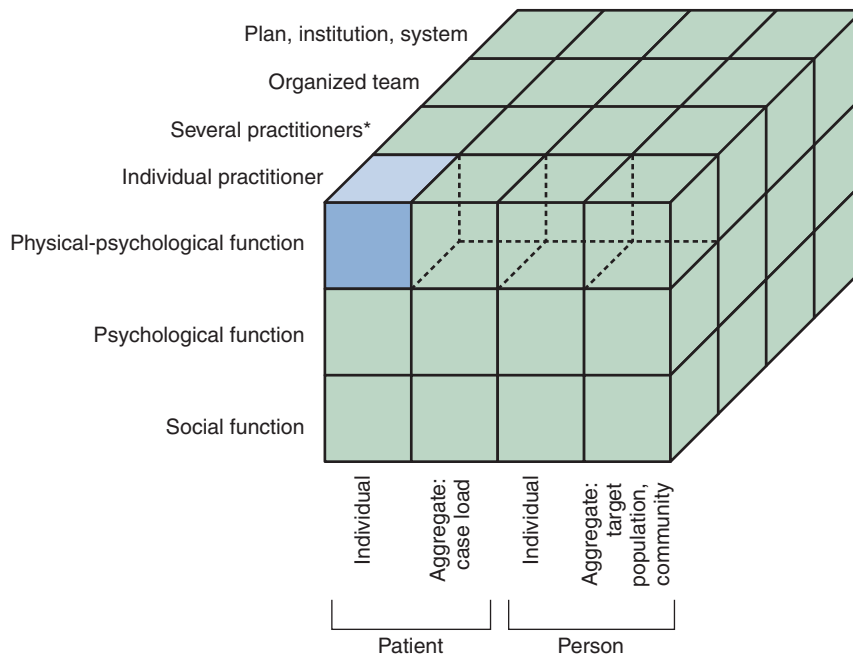 Plan, institution, system
Organized team
Several practitioners*
Individual practitioner
Physical-psychological function
Psychological function
Social function
Individual
Aggregate:
case load
Individual
Aggregate:
target
population,
community
Patient
Person